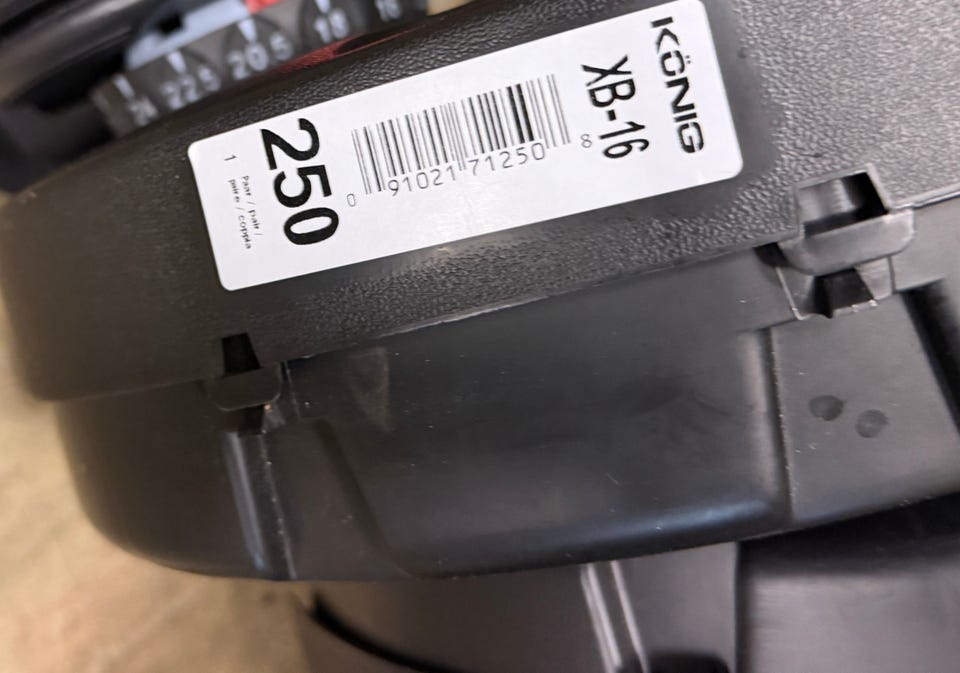 24 22.5 20.5 18 16
KÖNIG
XB-16
0 91021 71250 8
250
1 Paar / pair /
paire / coppia